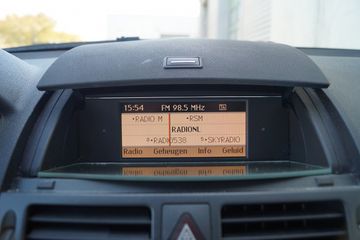 15:54 FM 98.5 MHz
•RADIO M •RSM
RADIONL
•RADIO538 •SKYRADIO
Radio Geheugen Info Geluid